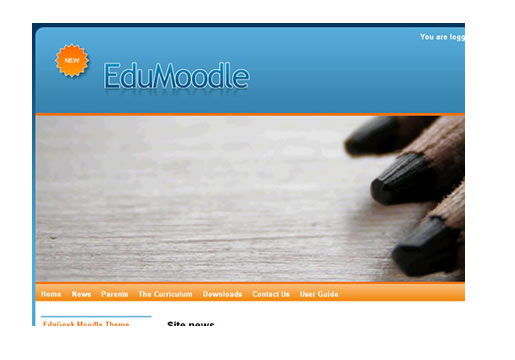 You are logg
NEW
EduMoodle
Home News Parents The Curriculum Downloads Contact Us User Guide
EduGeek Moodle Theme
Site news